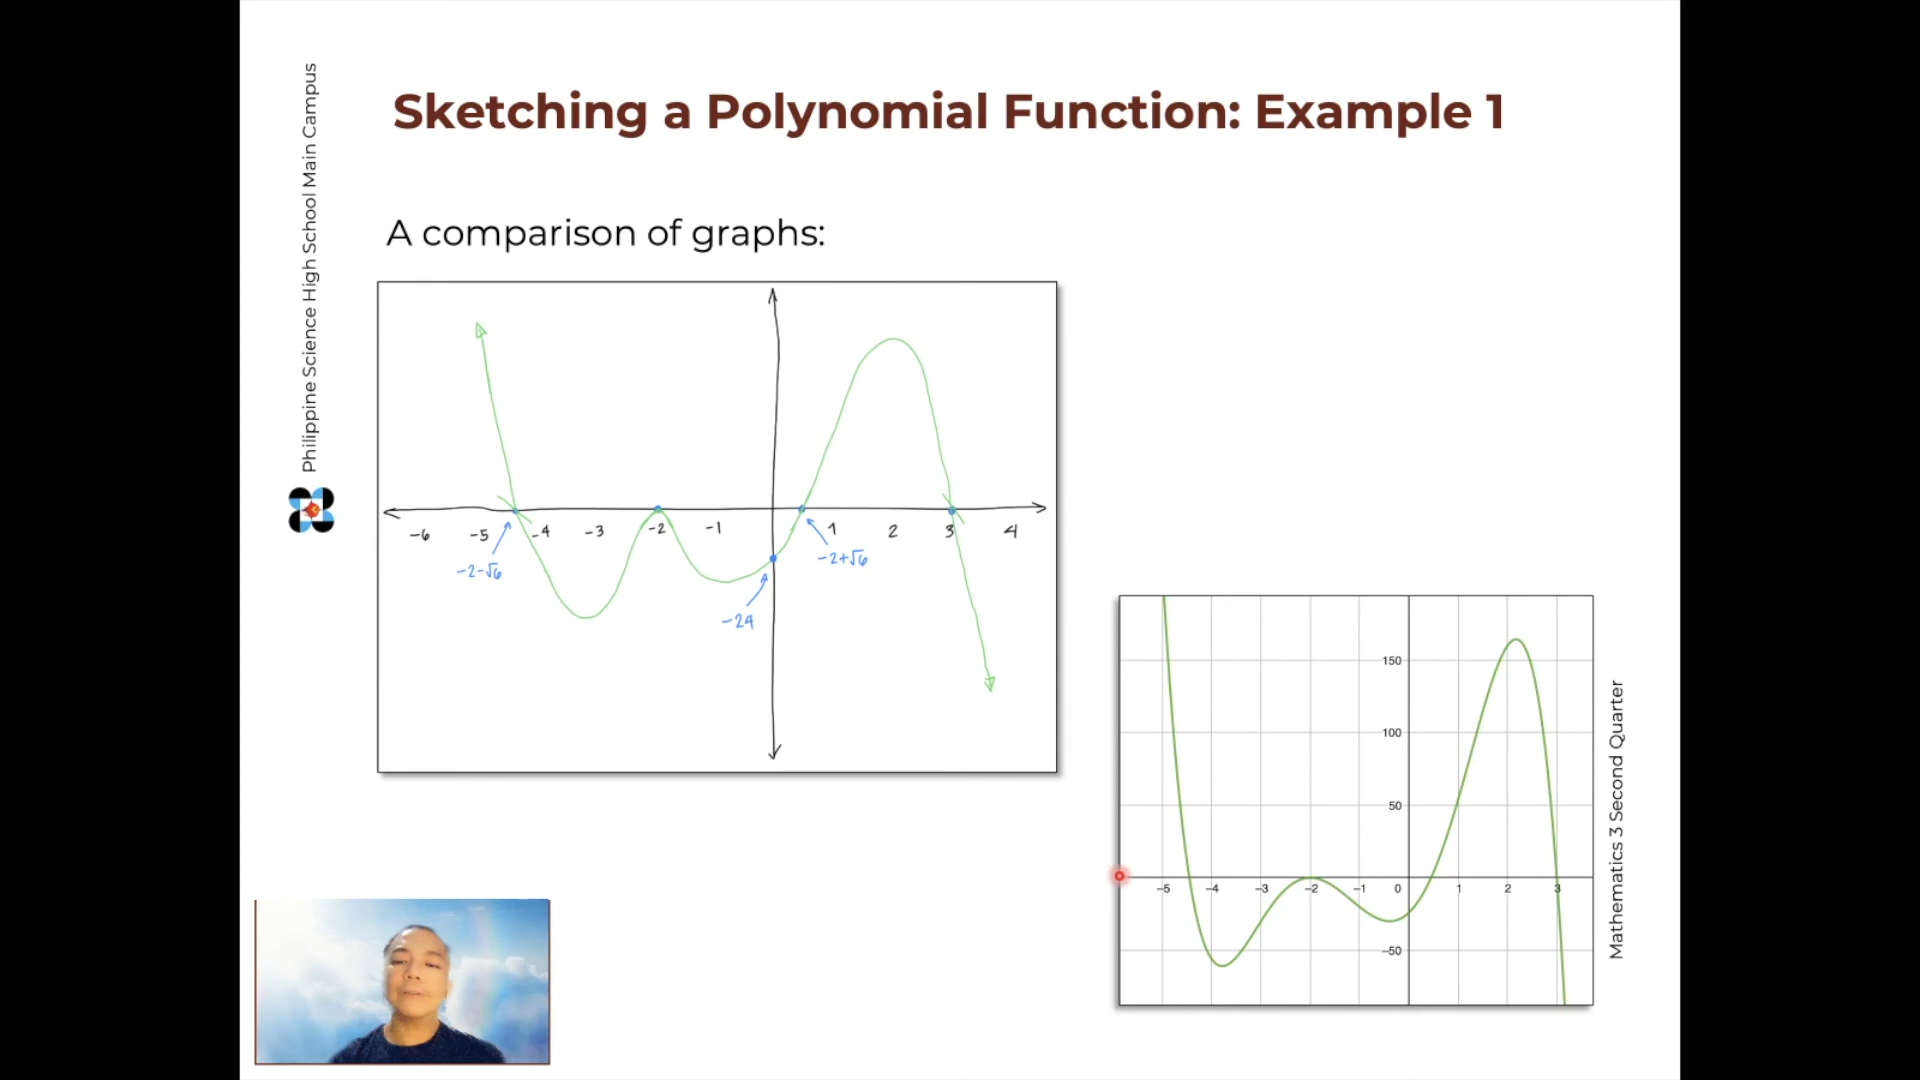 Philippine Science High School Main Campus
Sketching a Polynomial Function: Example 1
A comparison of graphs:
-6 -5 -4 -3 -2 -1 1 2 3 4
-2-√6
-2+√6
-24
150
100
50
−5 −4 −3 −2 −1 0 1 2 3
−50
Mathematics 3 Second Quarter